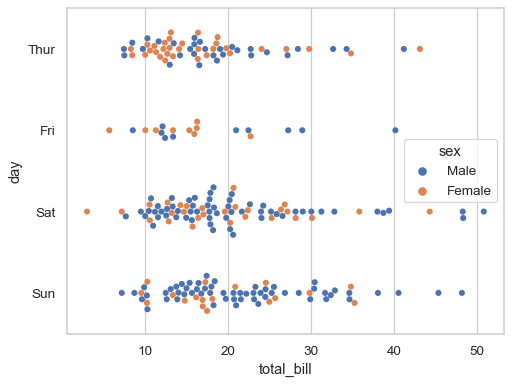 Thur
Fri
Sat
Sun
day
sex
Male
Female
10 20 30 40 50
total_bill